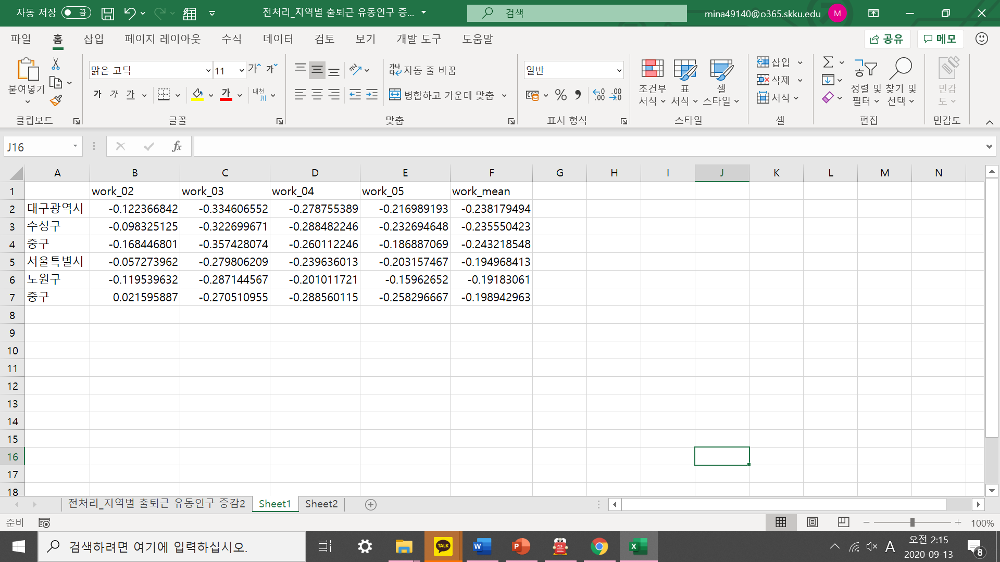 자동 저장 끔 전처리_지역별 출퇴근 유동인구 증... 검색 mina49140@o365.skku.edu M
파일 홈 삽입 페이지 레이아웃 수식 데이터 검토 보기 개발 도구 도움말 공유 메모
맑은 고딕 11 가 가 가나다라 자동 줄 바꿈 일반
붙여넣기 가 가 가 가 내천 川 병합하고 가운데 맞춤 % .00 .00
조건부 서식 표 서식 셀 스타일
삽입
삭제
서식
정렬 및 필터 찾기 및 선택 민감도
클립보드 글꼴 맞춤 표시 형식 스타일 셀 편집 민감도
J16 fx
A B C D E F G H I J K L M N
1 work_02 work_03 work_04 work_05 work_mean
2 대구광역시 -0.122366842 -0.334606552 -0.278755389 -0.216989193 -0.238179494
3 수성구 -0.098325125 -0.322699671 -0.288482246 -0.232694648 -0.235550423
4 중구 -0.168446801 -0.357428074 -0.260112246 -0.186887069 -0.243218548
5 서울특별시 -0.057273962 -0.279806209 -0.239636013 -0.203157467 -0.194968413
6 노원구 -0.119539632 -0.287144567 -0.201011721 -0.15962652 -0.19183061
7 중구 0.021595887 -0.270510955 -0.288560115 -0.258296667 -0.198942963
8
9
10
11
12
13
14
15
16
17
18
전처리_지역별 출퇴근 유동인구 증감2 Sheet1 Sheet2
준비 100%
검색하려면 여기에 입력하십시오. TALK W P PDF X A 오전 2:15
2020-09-13 8